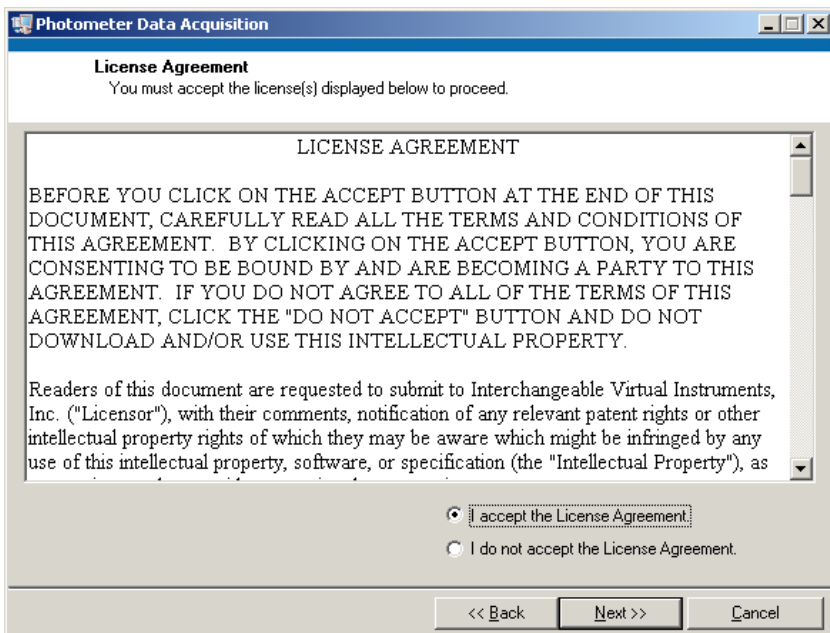 Photometer Data Acquisition
License Agreement
You must accept the license(s) displayed below to proceed.
LICENSE AGREEMENT
BEFORE YOU CLICK ON THE ACCEPT BUTTON AT THE END OF THIS
DOCUMENT, CAREFULLY READ ALL THE TERMS AND CONDITIONS OF
THIS AGREEMENT.  BY CLICKING ON THE ACCEPT BUTTON, YOU ARE
CONSENTING TO BE BOUND BY AND ARE BECOMING A PARTY TO THIS
AGREEMENT.  IF YOU DO NOT AGREE TO ALL OF THE TERMS OF THIS
AGREEMENT, CLICK THE "DO NOT ACCEPT" BUTTON AND DO NOT
DOWNLOAD AND/OR USE THIS INTELLECTUAL PROPERTY.
Readers of this document are requested to submit to Interchangeable Virtual Instruments,
Inc. ("Licensor"), with their comments, notification of any relevant patent rights or other
intellectual property rights of which they may be aware which might be infringed by any
use of this intellectual property, software, or specification (the "Intellectual Property"), as
I accept the License Agreement.
I do not accept the License Agreement.
<< Back Next >> Cancel